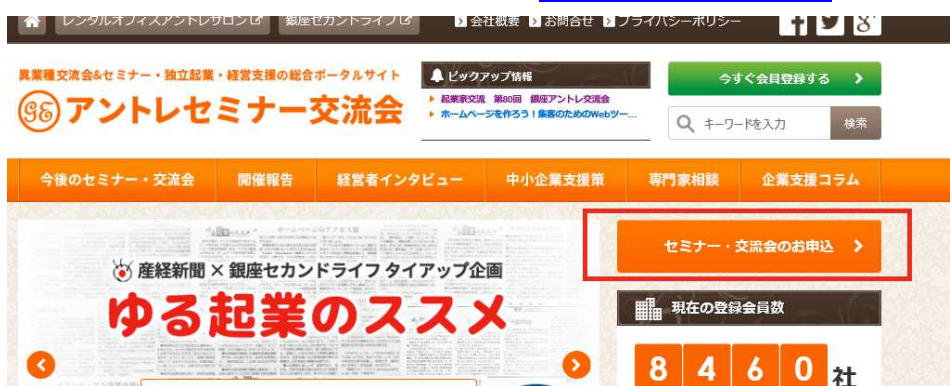 レンタルオフィスアントレサロン
銀座セカンドライフ
会社概要
お問合せ
プライバシーポリシー
異業種交流会&セミナー・独立起業・経営支援の総合ポータルサイト
アントレセミナー交流会
ピックアップ情報
起業家交流 第80回 銀座アントレ交流会
ホームページを作ろう!集客のためのWebツー...
今すぐ会員登録する
キーワードを入力
検索
今後のセミナー・交流会
開催報告
経営者インタビュー
中小企業支援策
専門家相談
企業支援コラム
産経新聞×銀座セカンドライフ タイアップ企画
ゆる起業のススメ
セミナー・交流会のお申込
現在の登録会員数
8460社